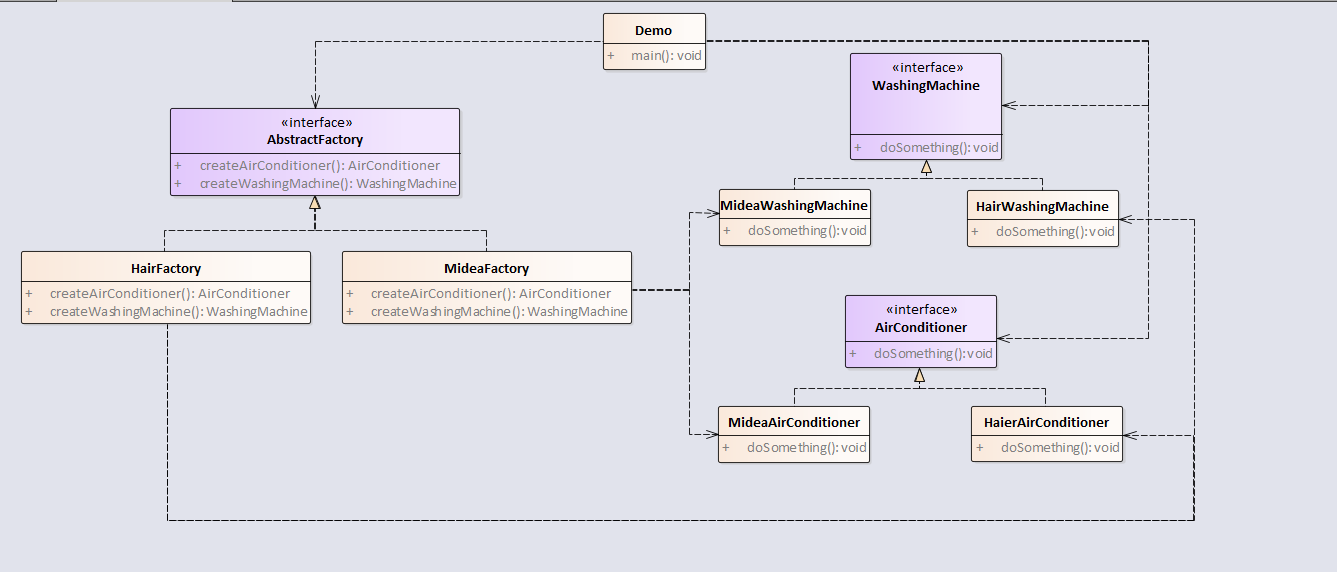 Demo
+ main(): void
«interface»
WashingMachine
+ doSomething(): void
«interface»
AbstractFactory
+ createAirConditioner(): AirConditioner
+ createWashingMachine(): WashingMachine
MideaWashingMachine
+ doSomething(): void
HairWashingMachine
+ doSomething(): void
HairFactory
+ createAirConditioner(): AirConditioner
+ createWashingMachine(): WashingMachine
MideaFactory
+ createAirConditioner(): AirConditioner
+ createWashingMachine(): WashingMachine
«interface»
AirConditioner
+ doSomething(): void
MideaAirConditioner
+ doSomething(): void
HaierAirConditioner
+ doSomething(): void